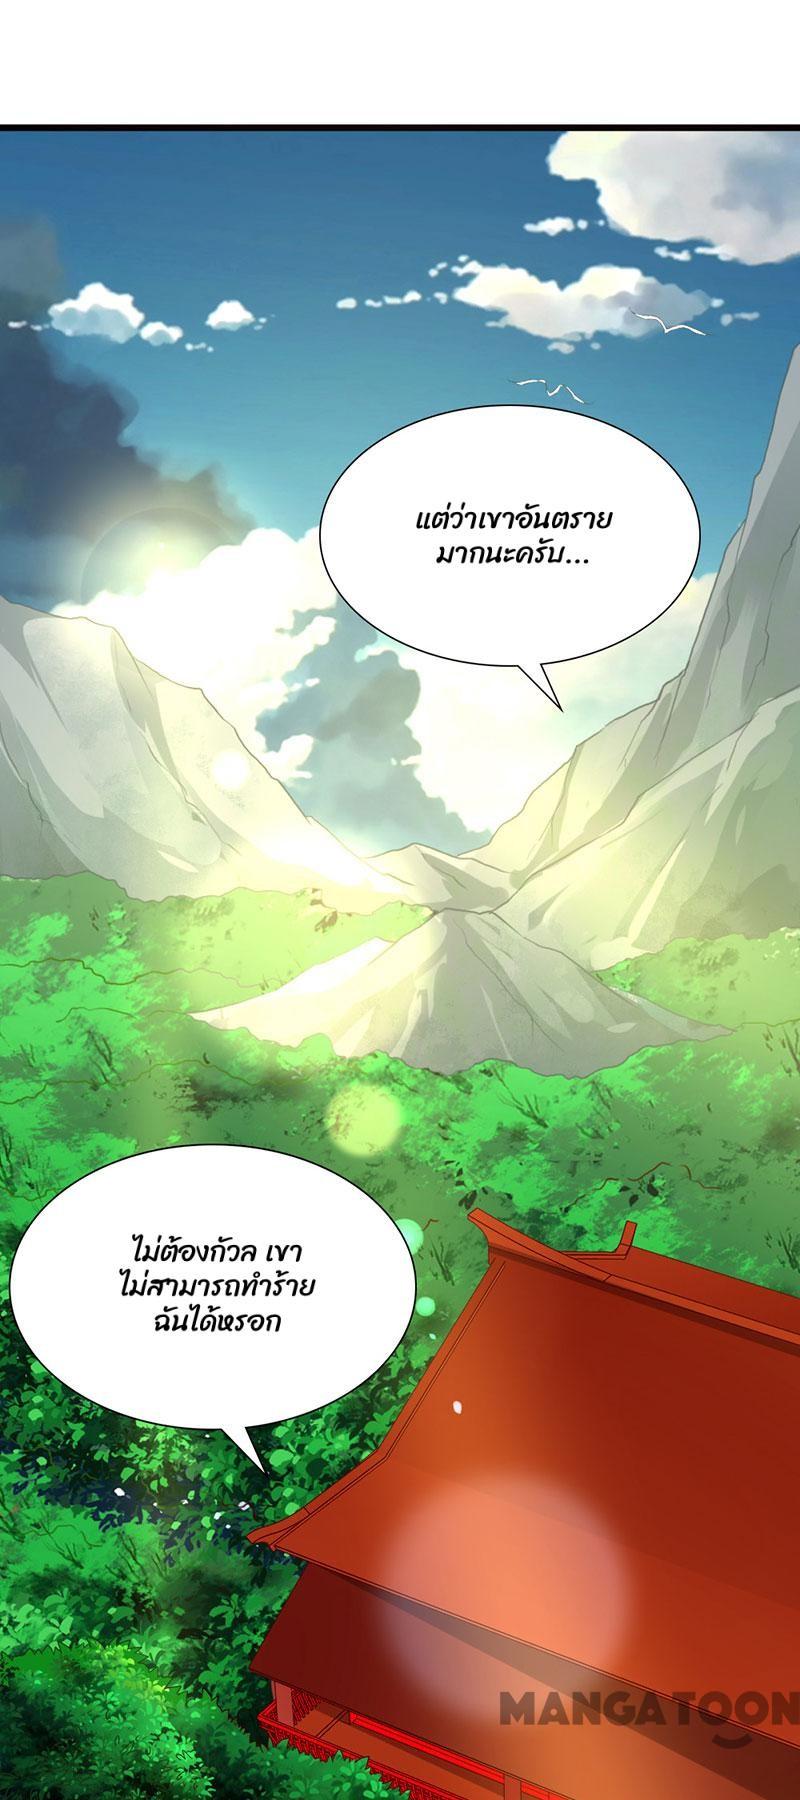 แต่ว่าเขาอันตราย
มากนะครับ...
ไม่ต้องกัวล เขา
ไม่สามารถทำร้าย
ฉันได้หรอก
MANGATOON